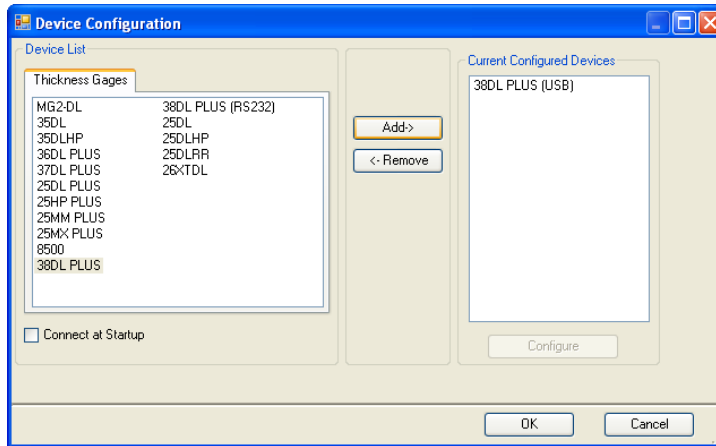 Device Configuration
Device List
Thickness Gages
MG2-DL
35DL
35DLHP
36DL PLUS
37DL PLUS
25DL PLUS
25HP PLUS
25MM PLUS
25MX PLUS
8500
38DL PLUS
38DL PLUS (RS232)
25DL
25DLHP
25DLRR
26XTDL
Connect at Startup
Add->
<- Remove
Current Configured Devices
38DL PLUS (USB)
Configure
OK
Cancel